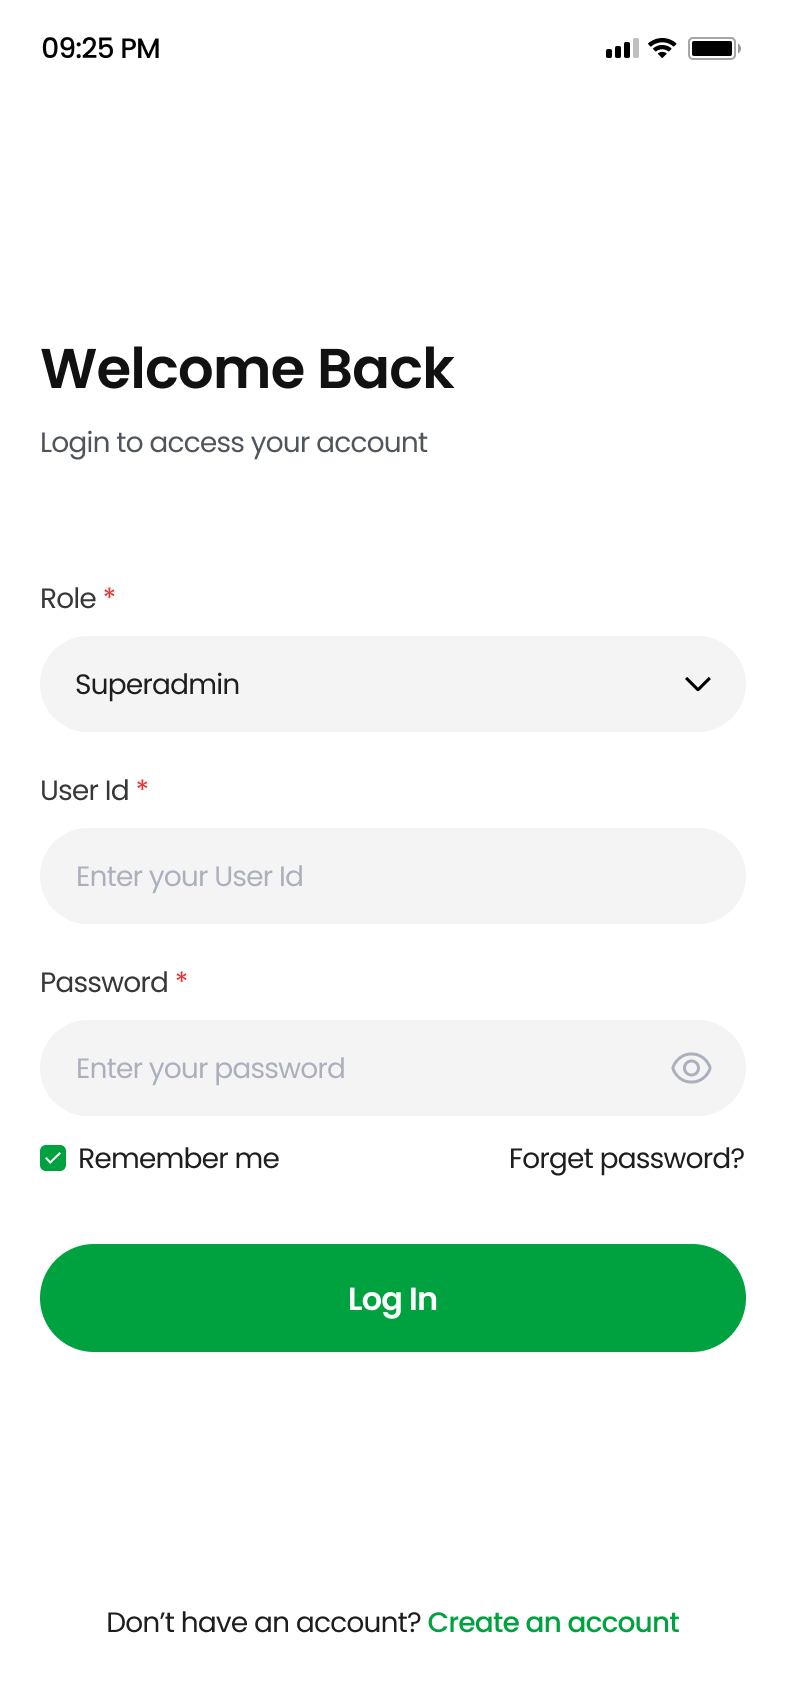 09:25 PM
Welcome Back
Login to access your account
Role *
Superadmin
User Id *
Enter your User Id
Password *
Enter your password
Remember me
Forget password?
Log In
Don’t have an account? Create an account